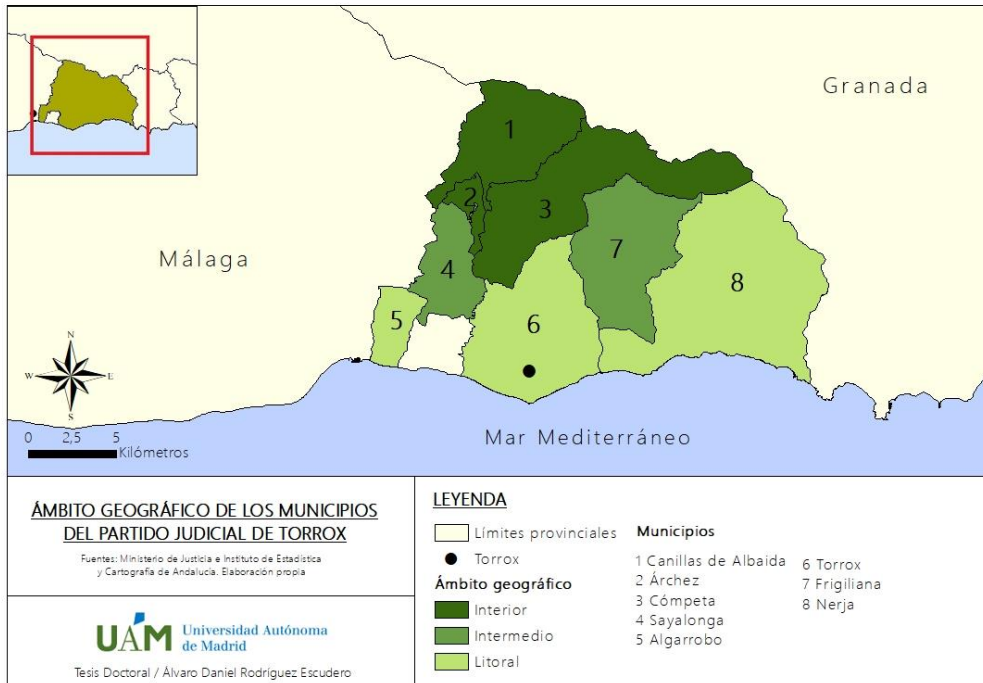 Granada
1
2
3
7
Málaga
4
8
5
6
N
W E
S
0 2,5 5
Kilómetros
Mar Mediterráneo
ÁMBITO GEOGRÁFICO DE LOS MUNICIPIOS
DEL PARTIDO JUDICIAL DE TORROX
Fuentes: Ministerio de Justicia e Instituto de Estadística
y Cartografía de Andalucía. Elaboración propia
UAM Universidad Autónoma
de Madrid
Tesis Doctoral / Álvaro Daniel Rodríguez Escudero
LEYENDA
Límites provinciales
Torrox
Ámbito geográfico
Interior
Intermedio
Litoral
Municipios
1 Canillas de Albaida
2 Árchez
3 Cómpeta
4 Sayalonga
5 Algarrobo
6 Torrox
7 Frigiliana
8 Nerja